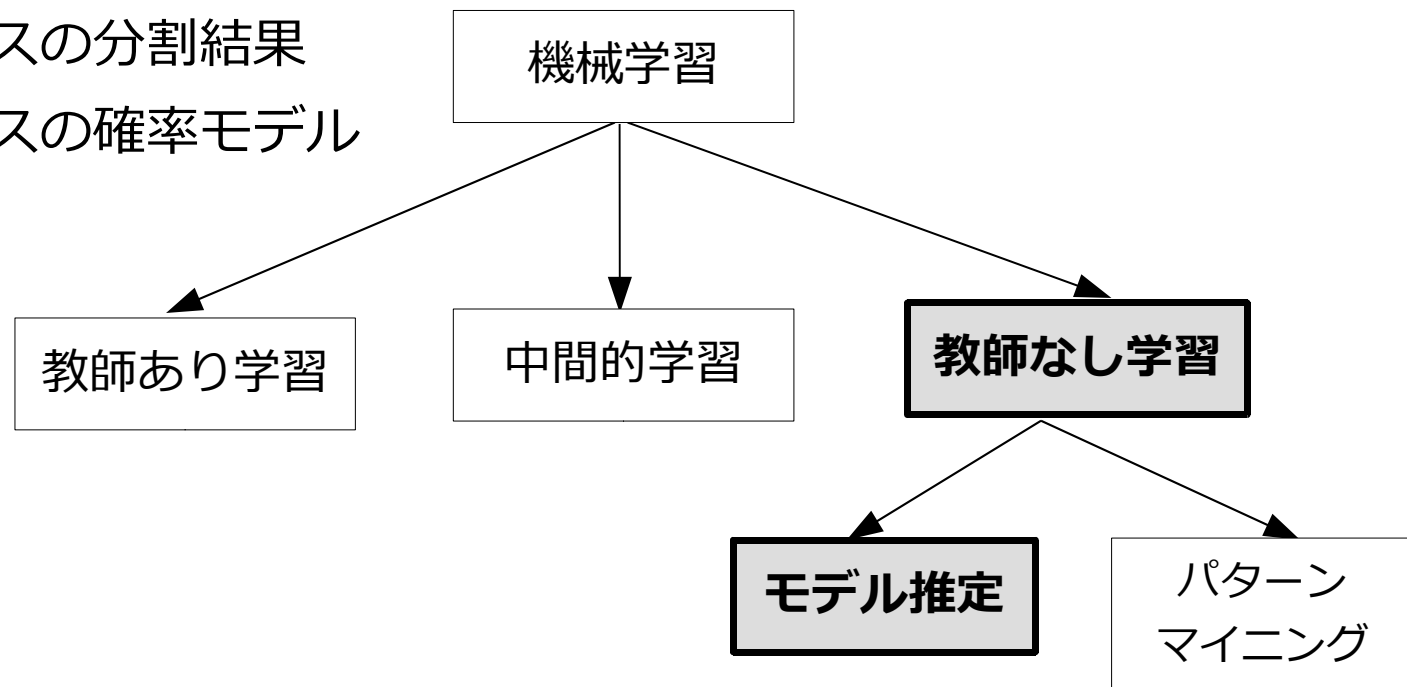 スの分割結果
スの確率モデル
機械学習
教師あり学習
中間的学習
教師なし学習
モデル推定
パターン
マイニング